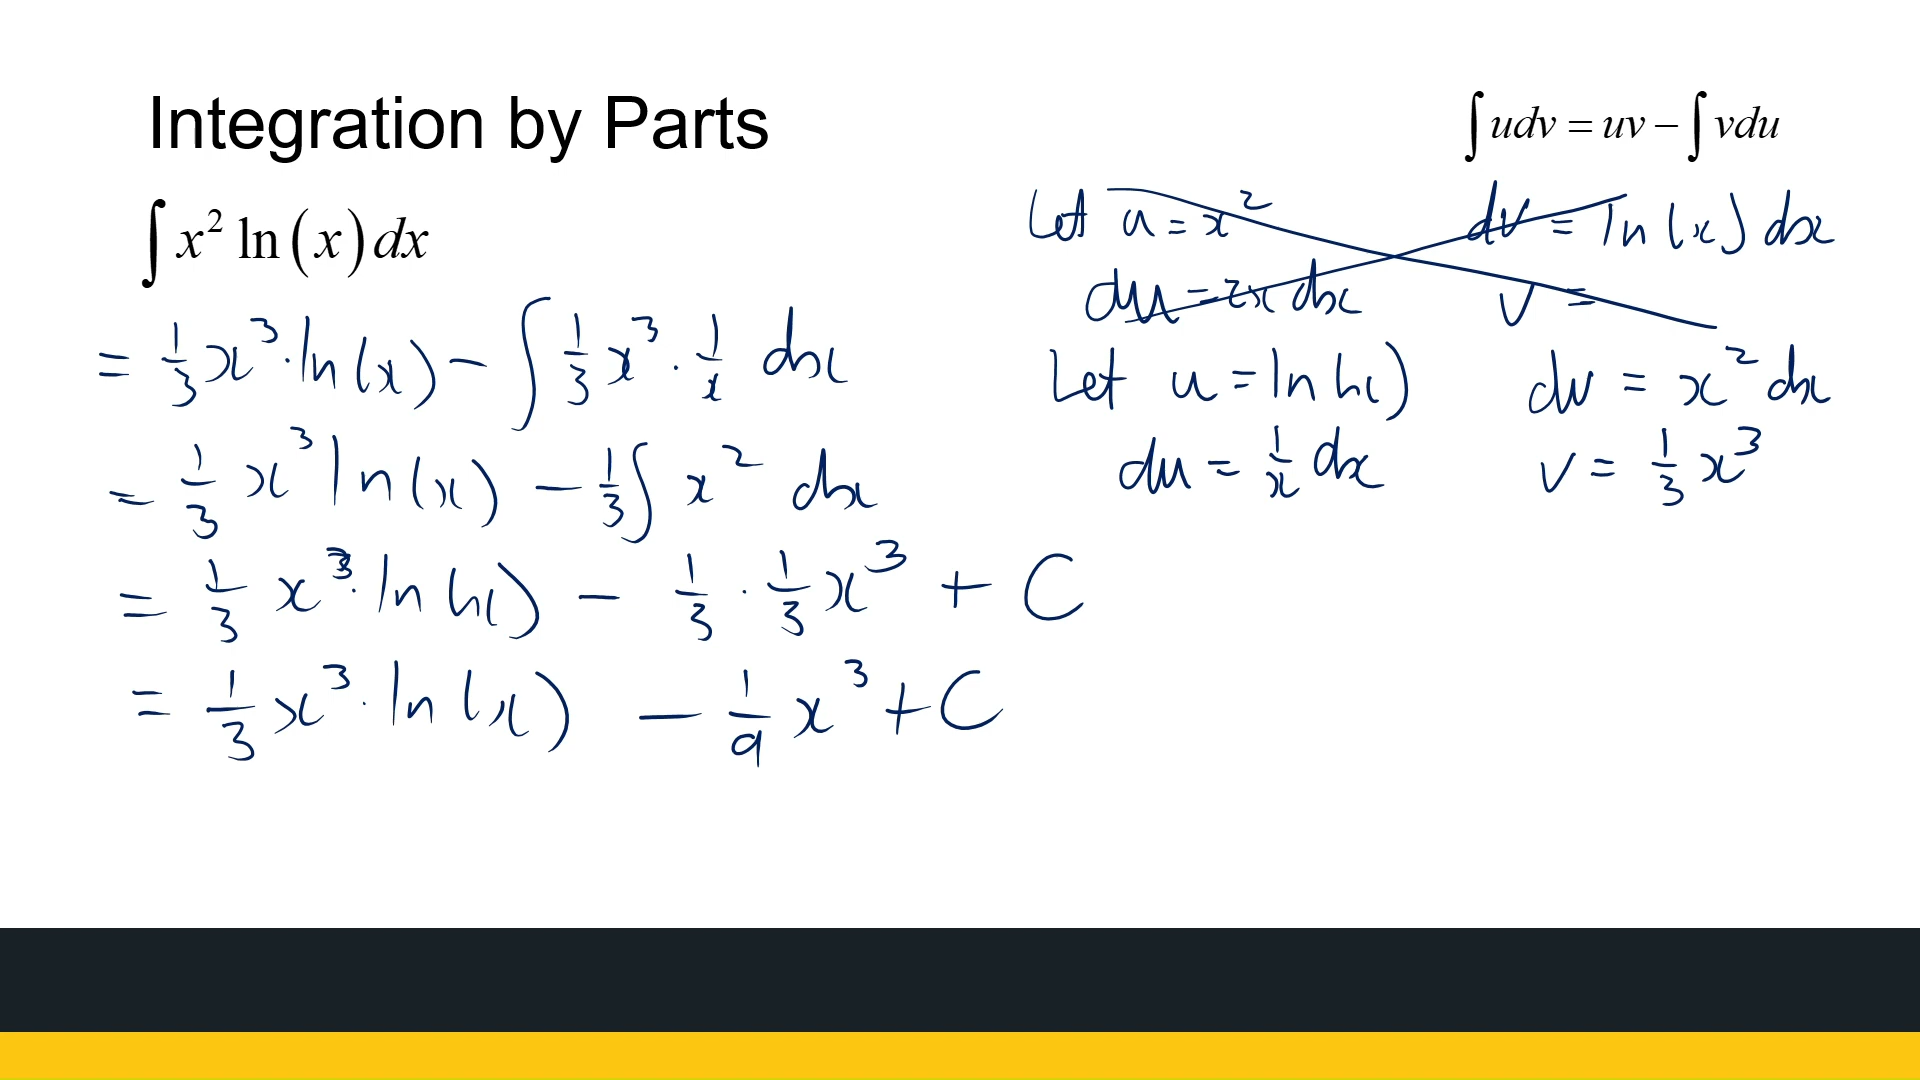 Integration by Parts
∫udv = uv − ∫vdu
∫x² ln(x)dx
= 1/3 x³·ln(x) − ∫ 1/3 x³ · 1/x dx
= 1/3 x³ ln(x) − 1/3 ∫ x² dx
= 1/3 x³·ln(x) − 1/3 · 1/3 x³ + C
= 1/3 x³·ln(x) − 1/9 x³ + C
Let u = x² dv = ln(x) dx
du = 2x dx v =
Let u = ln(x) dv = x² dx
du = 1/x dx v = 1/3 x³